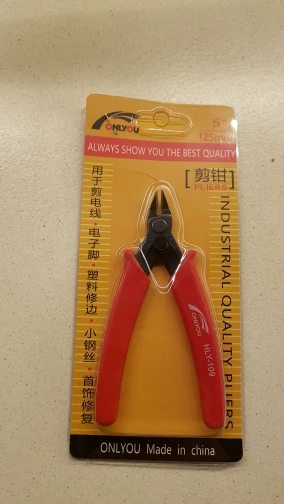 ONLYOU
5"
125mm
ALWAYS SHOW YOU THE BEST QUALITY
[剪钳]
PLIERS
用于剪电线·电子脚·塑料修边·小钢丝·首饰修复
INDUSTRIAL QUALITY PLIERS
ONLYOU
HLY-109
ONLYOU Made in china